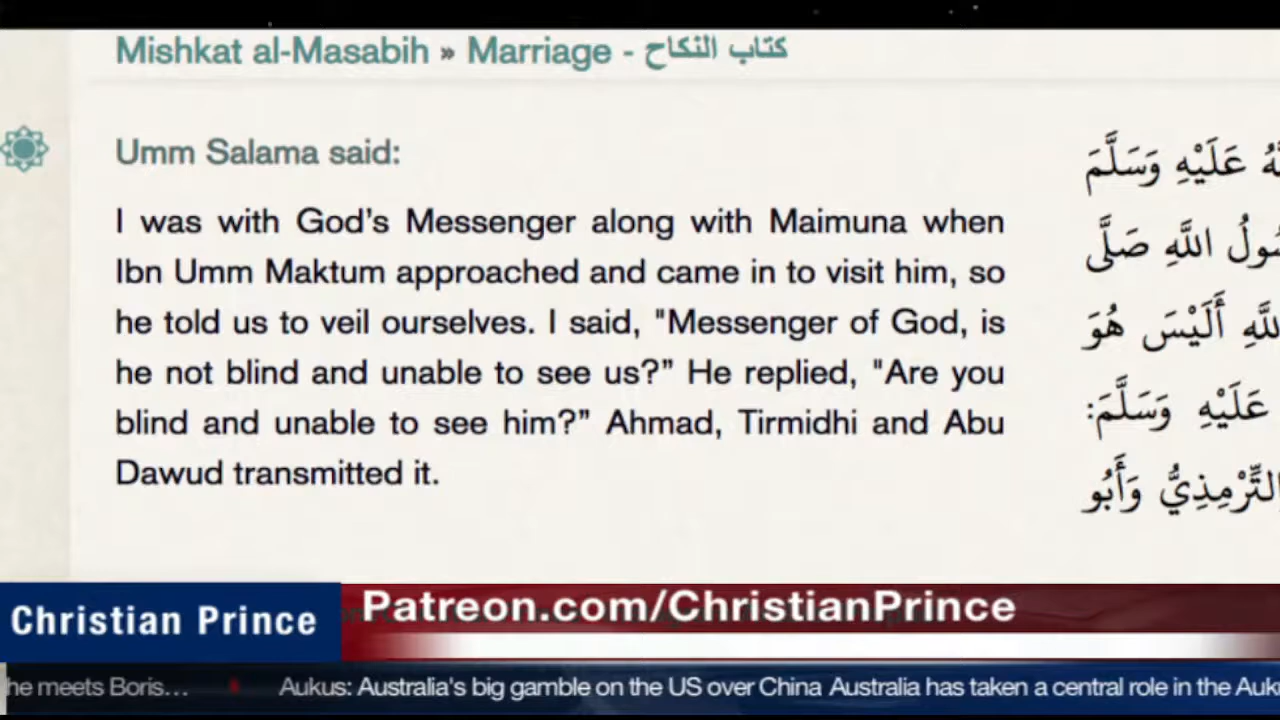 Mishkat al-Masabih » Marriage - كتاب النكاح
Umm Salama said:
I was with God's Messenger along with Maimuna when
Ibn Umm Maktum approached and came in to visit him, so
he told us to veil ourselves. I said, "Messenger of God, is
he not blind and unable to see us?” He replied, "Are you
blind and unable to see him?” Ahmad, Tirmidhi and Abu
Dawud transmitted it.
عَلَيْهِ وَسَلَّمَ
اللَّهِ صَلَّى
أَلَيْسَ هُوَ
عَلَيْهِ وَسَلَّمَ:
وَأَبُو
Christian Prince
Patreon.com/ChristianPrince
he meets Boris... Aukus: Australia's big gamble on the US over China Australia has taken a central role in the